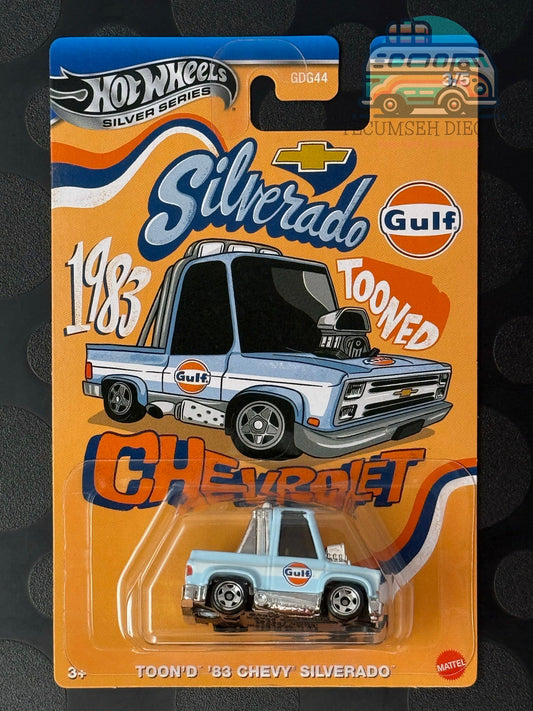 HOT WHEELS
SILVER SERIES
GDG44
3/5
TECUMSEH DIEC
Silverado
Gulf
1983
TOONED
Gulf
CHEVROLET
Gulf
3+
TOON'D '83 CHEVY SILVERADO™
MATTEL